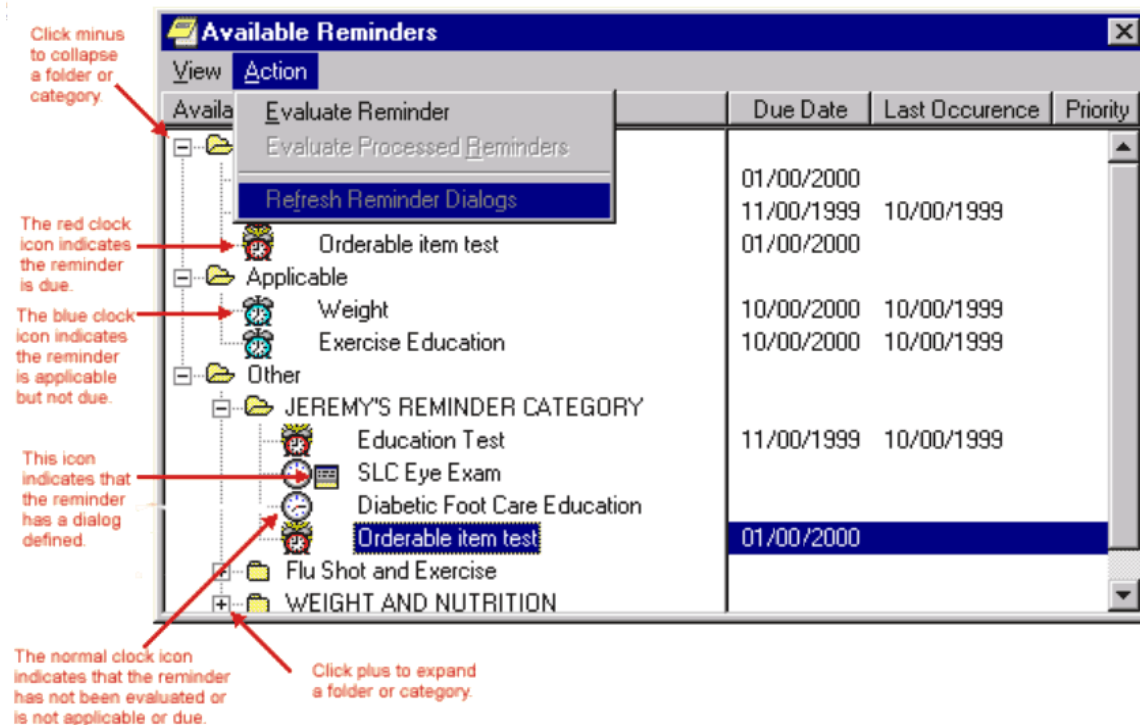 Click minus
to collapse
a folder or
category.
Available Reminders
View Action
Availa Due Date Last Occurence Priority
Evaluate Reminder
Evaluate Processed Reminders
Refresh Reminder Dialogs
01/00/2000
11/00/1999 10/00/1999
The red clock
icon indicates
the reminder
is due.
Orderable item test 01/00/2000
Applicable
The blue clock
icon indicates
the reminder
is applicable
but not due.
Weight 10/00/2000 10/00/1999
Exercise Education 10/00/2000 10/00/1999
Other
JEREMY'S REMINDER CATEGORY
Education Test 11/00/1999 10/00/1999
This icon
indicates that
the reminder
has a dialog
defined.
SLC Eye Exam
Diabetic Foot Care Education
Orderable item test 01/00/2000
Flu Shot and Exercise
WEIGHT AND NUTRITION
The normal clock icon
indicates that the reminder
has not been evaluated or
is not applicable or due.
Click plus to expand
a folder or category.